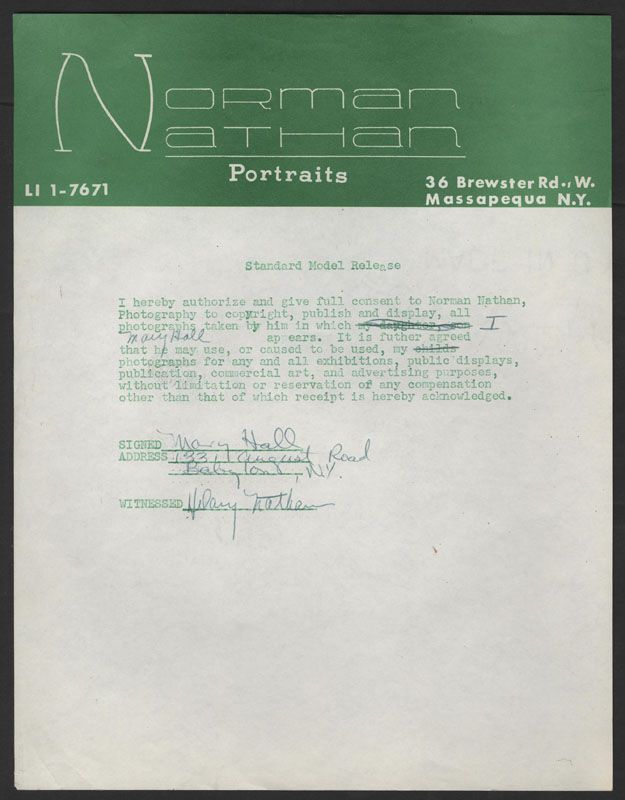 Norman
Nathan
Portraits
LI 1-7671
36 Brewster Rd., W.
Massapequa N.Y.
Standard Model Release
I hereby authorize and give full consent to Norman Nathan,
Photography to copyright, publish and display, all
photographs taken by him in which my daughter, son I
Mary Hall appears. It is futher agreed
that he may use, or caused to be used, my childs
photographs for any and all exhibitions, public displays,
publication, commercial art, and advertising purposes,
without limitation or reservation of any compensation
other than that of which receipt is hereby acknowledged.
SIGNED Mary Hall
ADDRESS August Road
Babylon, N.Y.
WITNESSED Hilary Nathan